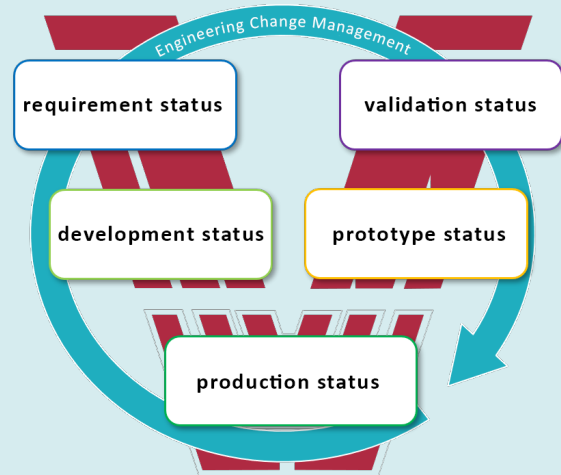 Engineering Change Management
requirement status
validation status
development status
prototype status
production status